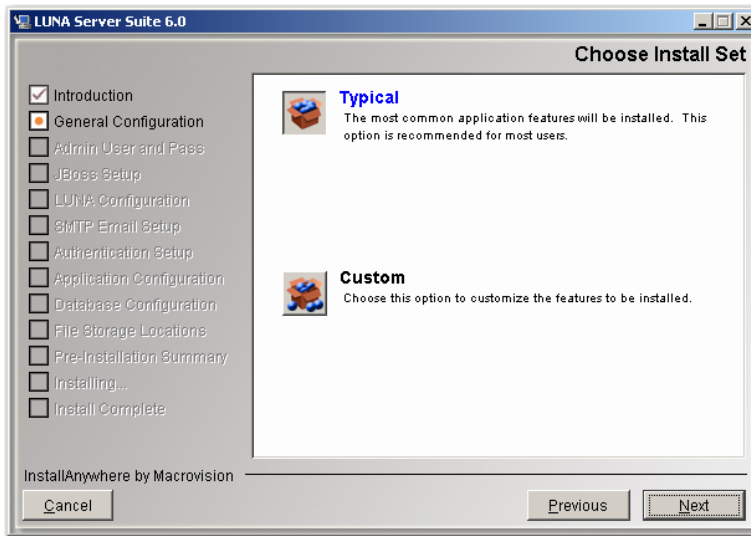 LUNA Server Suite 6.0
Choose Install Set
Introduction
General Configuration
Admin User and Pass
JBoss Setup
LUNA Configuration
SMTP Email Setup
Authentication Setup
Application Configuration
Database Configuration
File Storage Locations
Pre-Installation Summary
Installing...
Install Complete
Typical
The most common application features will be installed. This
option is recommended for most users.
Custom
Choose this option to customize the features to be installed.
InstallAnywhere by Macrovision
Cancel
Previous
Next